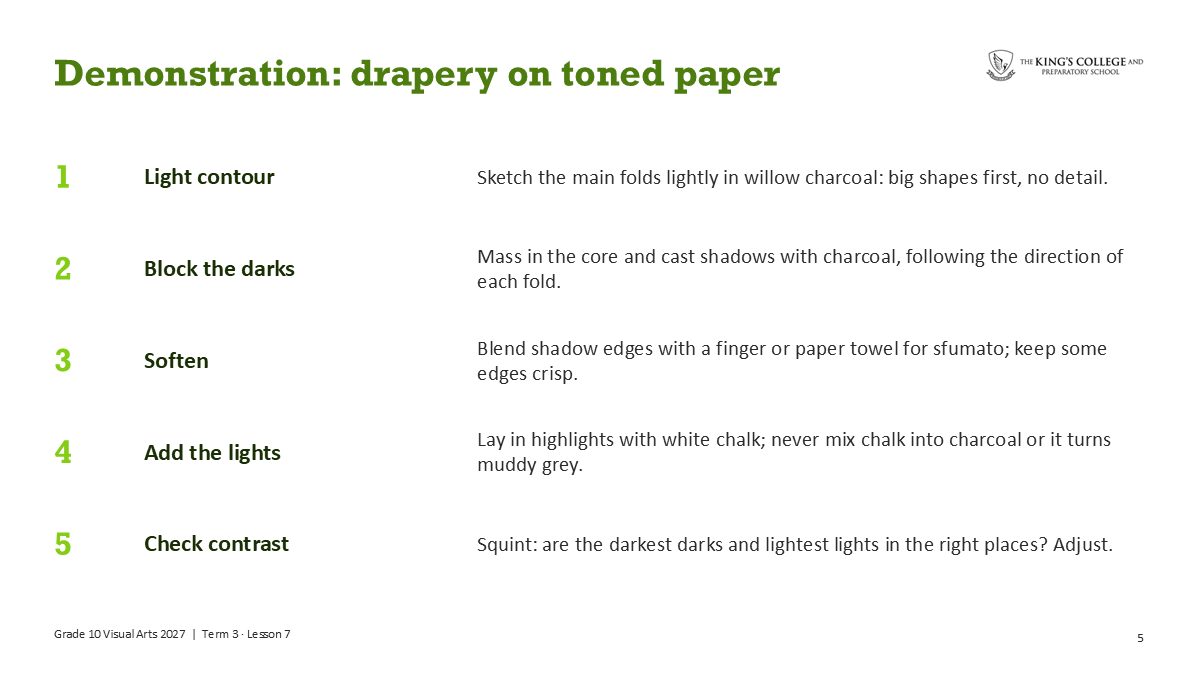 Demonstration: drapery on toned paper
THE KING'S COLLEGE AND
PREPARATORY SCHOOL
1
Light contour
Sketch the main folds lightly in willow charcoal: big shapes first, no detail.
2
Block the darks
Mass in the core and cast shadows with charcoal, following the direction of
each fold.
3
Soften
Blend shadow edges with a finger or paper towel for sfumato; keep some
edges crisp.
4
Add the lights
Lay in highlights with white chalk; never mix chalk into charcoal or it turns
muddy grey.
5
Check contrast
Squint: are the darkest darks and lightest lights in the right places? Adjust.
Grade 10 Visual Arts 2027 | Term 3 · Lesson 7
5